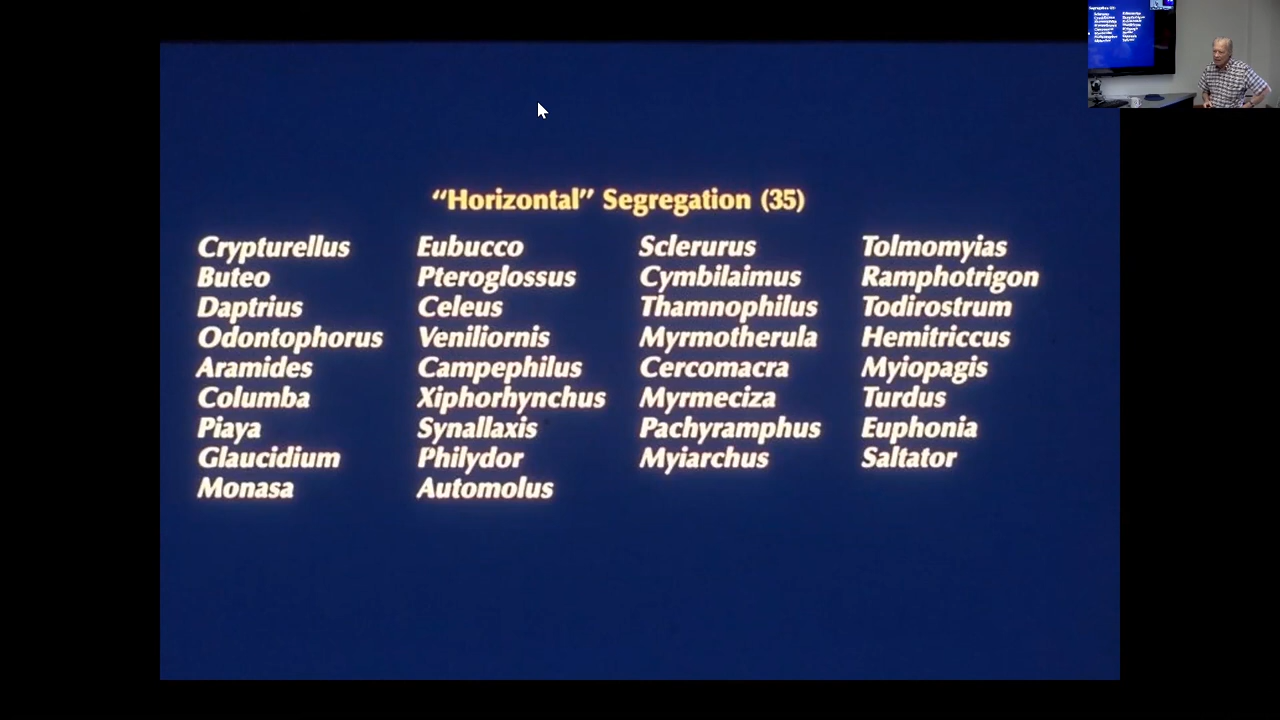 “Horizontal” Segregation (35)
Crypturellus
Buteo
Daptrius
Odontophorus
Aramides
Columba
Piaya
Glaucidium
Monasa
Eubucco
Pteroglossus
Celeus
Veniliornis
Campephilus
Xiphorhynchus
Synallaxis
Philydor
Automolus
Sclerurus
Cymbilaimus
Thamnophilus
Myrmotherula
Cercomacra
Myrmeciza
Pachyramphus
Myiarchus
Tolmomyias
Ramphotrigon
Todirostrum
Hemitriccus
Myiopagis
Turdus
Euphonia
Saltator